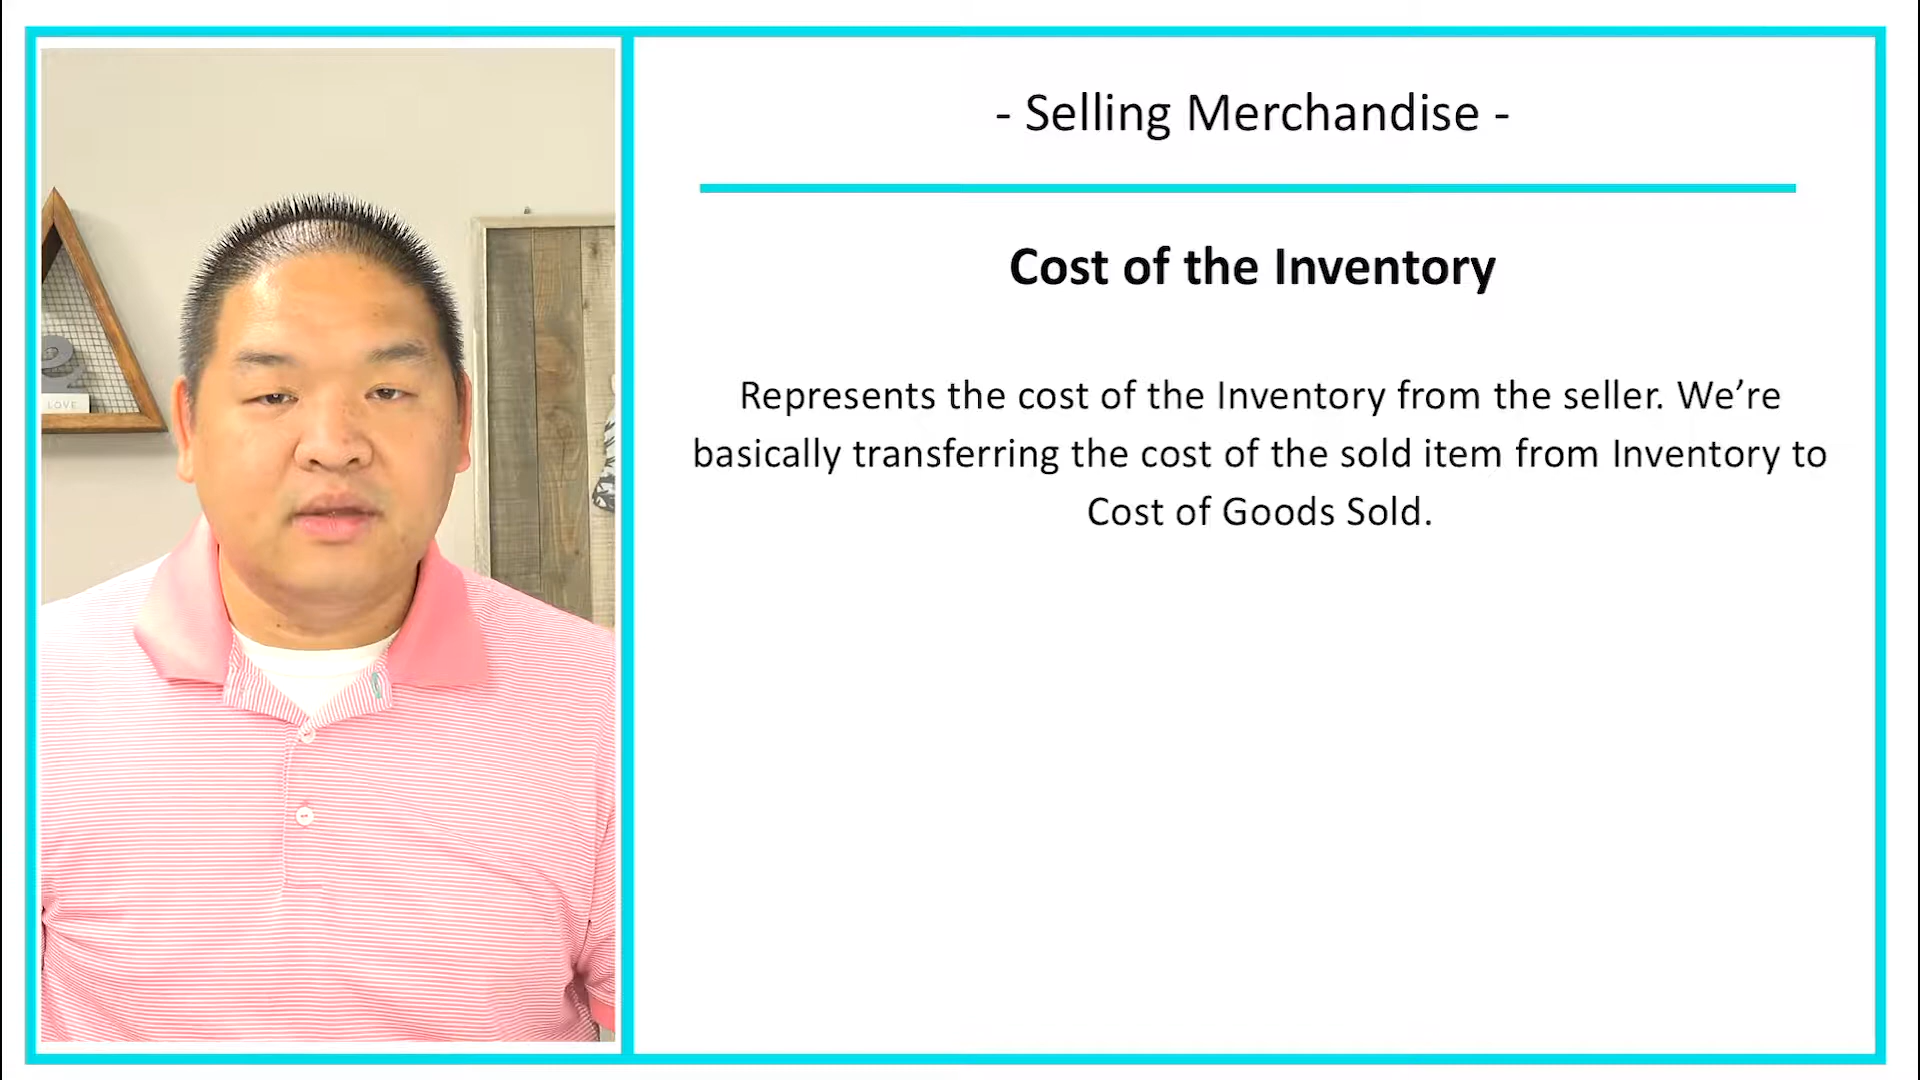 - Selling Merchandise -
Cost of the Inventory
Represents the cost of the Inventory from the seller. We’re
basically transferring the cost of the sold item from Inventory to
Cost of Goods Sold.
LOVE